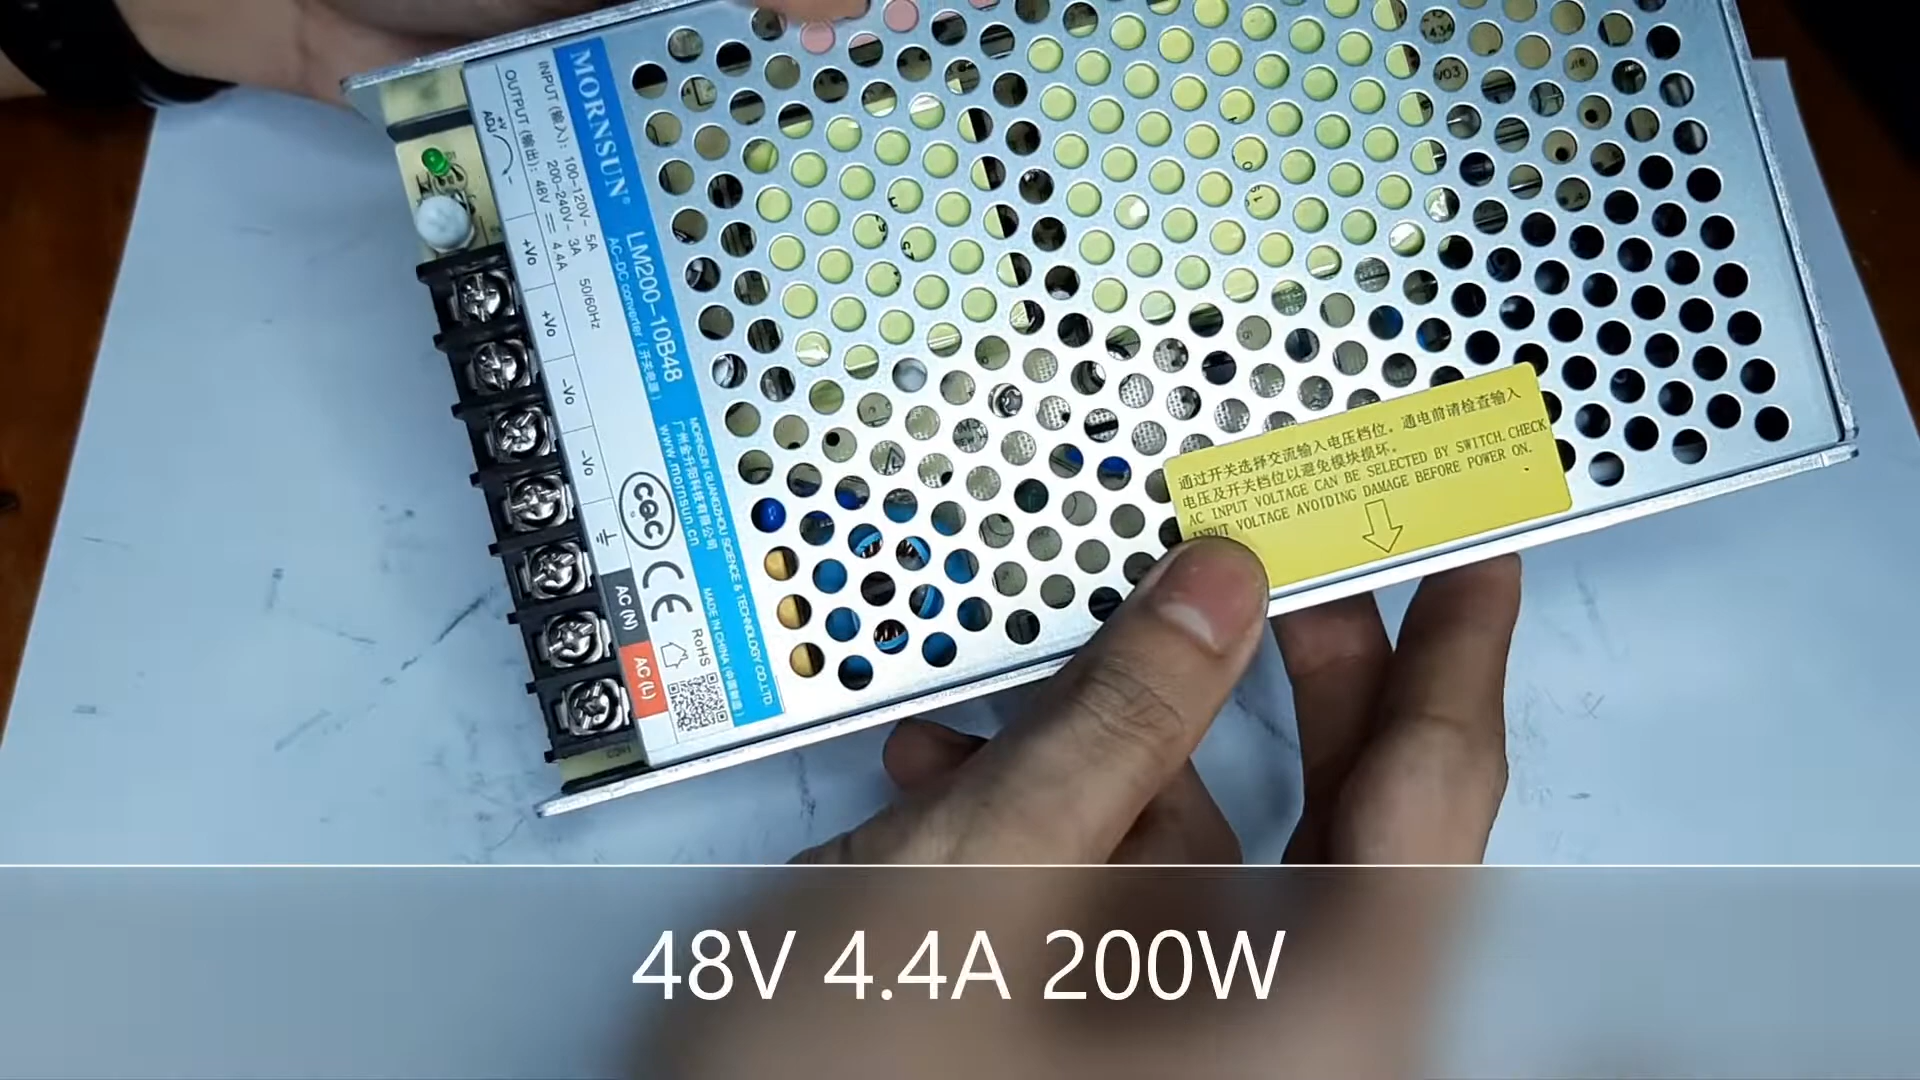 MORNSUN®
LM200-10B48
AC-DC converter (开关电源)
INPUT (输入): 100-120V~ 5A 50/60Hz
200-240V~ 3A
OUTPUT (输出): 48V ⎓ 4.4A
+V
ADJ
-
+Vo
+Vo
-Vo
-Vo
AC (N)
AC (L)
CQC
CE
RoHS
MORNSUN GUANGZHOU SCIENCE & TECHNOLOGY CO.,LTD.
广州金升阳科技有限公司
www.mornsun.cn
MADE IN CHINA (中国制造)
通过开关选择交流输入电压档位。通电前请检查输入
电压及开关档位以避免模块损坏。
AC INPUT VOLTAGE CAN BE SELECTED BY SWITCH. CHECK
INPUT VOLTAGE AVOIDING DAMAGE BEFORE POWER ON.
INPUT
48V 4.4A 200W